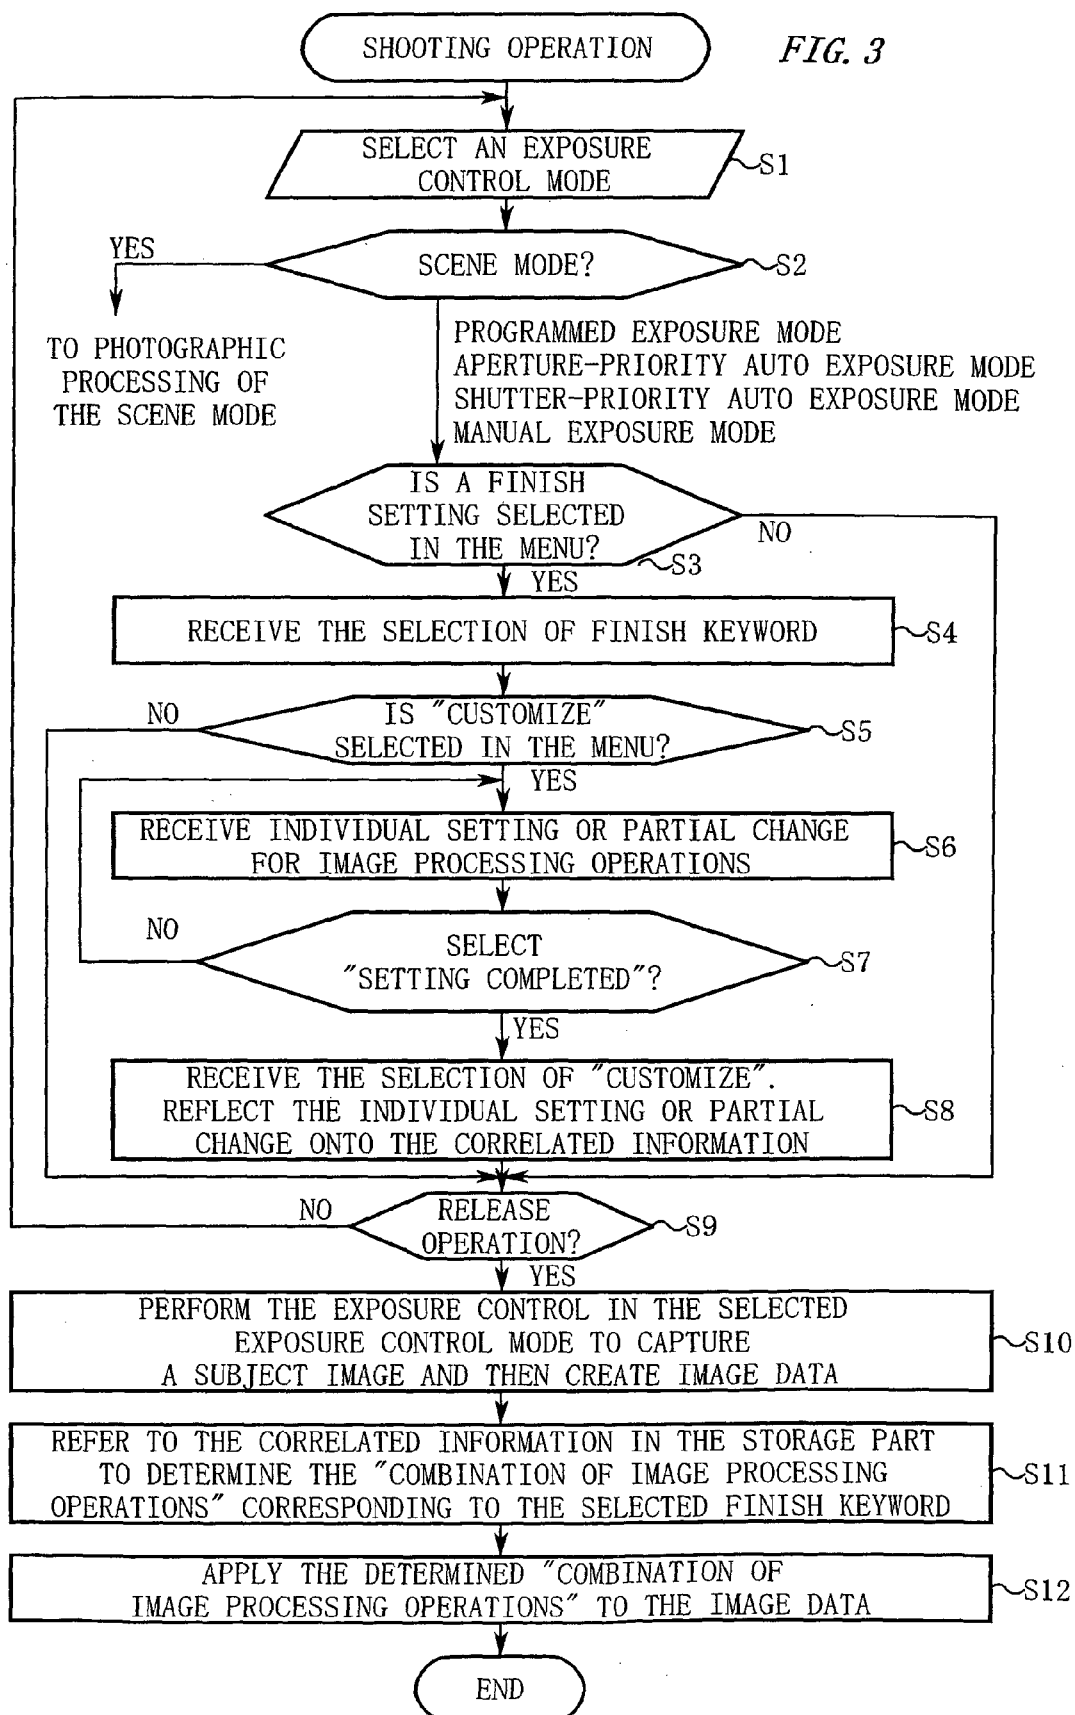 SHOOTING OPERATION
FIG. 3
SELECT AN EXPOSURE
CONTROL MODE
S1
YES
SCENE MODE?
S2
TO PHOTOGRAPHIC
PROCESSING OF
THE SCENE MODE
PROGRAMMED EXPOSURE MODE
APERTURE-PRIORITY AUTO EXPOSURE MODE
SHUTTER-PRIORITY AUTO EXPOSURE MODE
MANUAL EXPOSURE MODE
IS A FINISH
SETTING SELECTED
IN THE MENU?
NO
S3
YES
RECEIVE THE SELECTION OF FINISH KEYWORD
S4
NO
IS "CUSTOMIZE"
SELECTED IN THE MENU?
S5
YES
RECEIVE INDIVIDUAL SETTING OR PARTIAL CHANGE
FOR IMAGE PROCESSING OPERATIONS
S6
NO
SELECT
"SETTING COMPLETED"?
S7
YES
RECEIVE THE SELECTION OF "CUSTOMIZE".
REFLECT THE INDIVIDUAL SETTING OR PARTIAL
CHANGE ONTO THE CORRELATED INFORMATION
S8
NO
RELEASE
OPERATION?
S9
YES
PERFORM THE EXPOSURE CONTROL IN THE SELECTED
EXPOSURE CONTROL MODE TO CAPTURE
A SUBJECT IMAGE AND THEN CREATE IMAGE DATA
S10
REFER TO THE CORRELATED INFORMATION IN THE STORAGE PART
TO DETERMINE THE "COMBINATION OF IMAGE PROCESSING
OPERATIONS" CORRESPONDING TO THE SELECTED FINISH KEYWORD
S11
APPLY THE DETERMINED "COMBINATION OF
IMAGE PROCESSING OPERATIONS" TO THE IMAGE DATA
S12
END